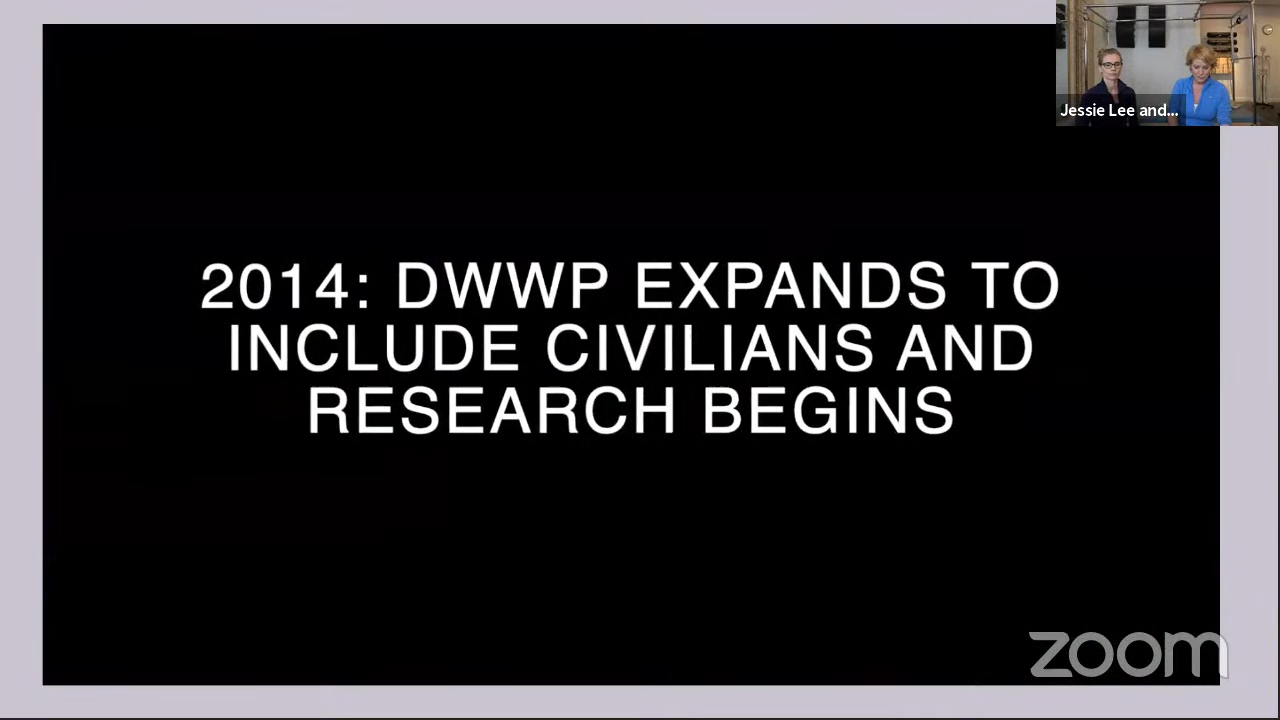 Jessie Lee and...
2014: DWWP EXPANDS TO
INCLUDE CIVILIANS AND
RESEARCH BEGINS
zoom